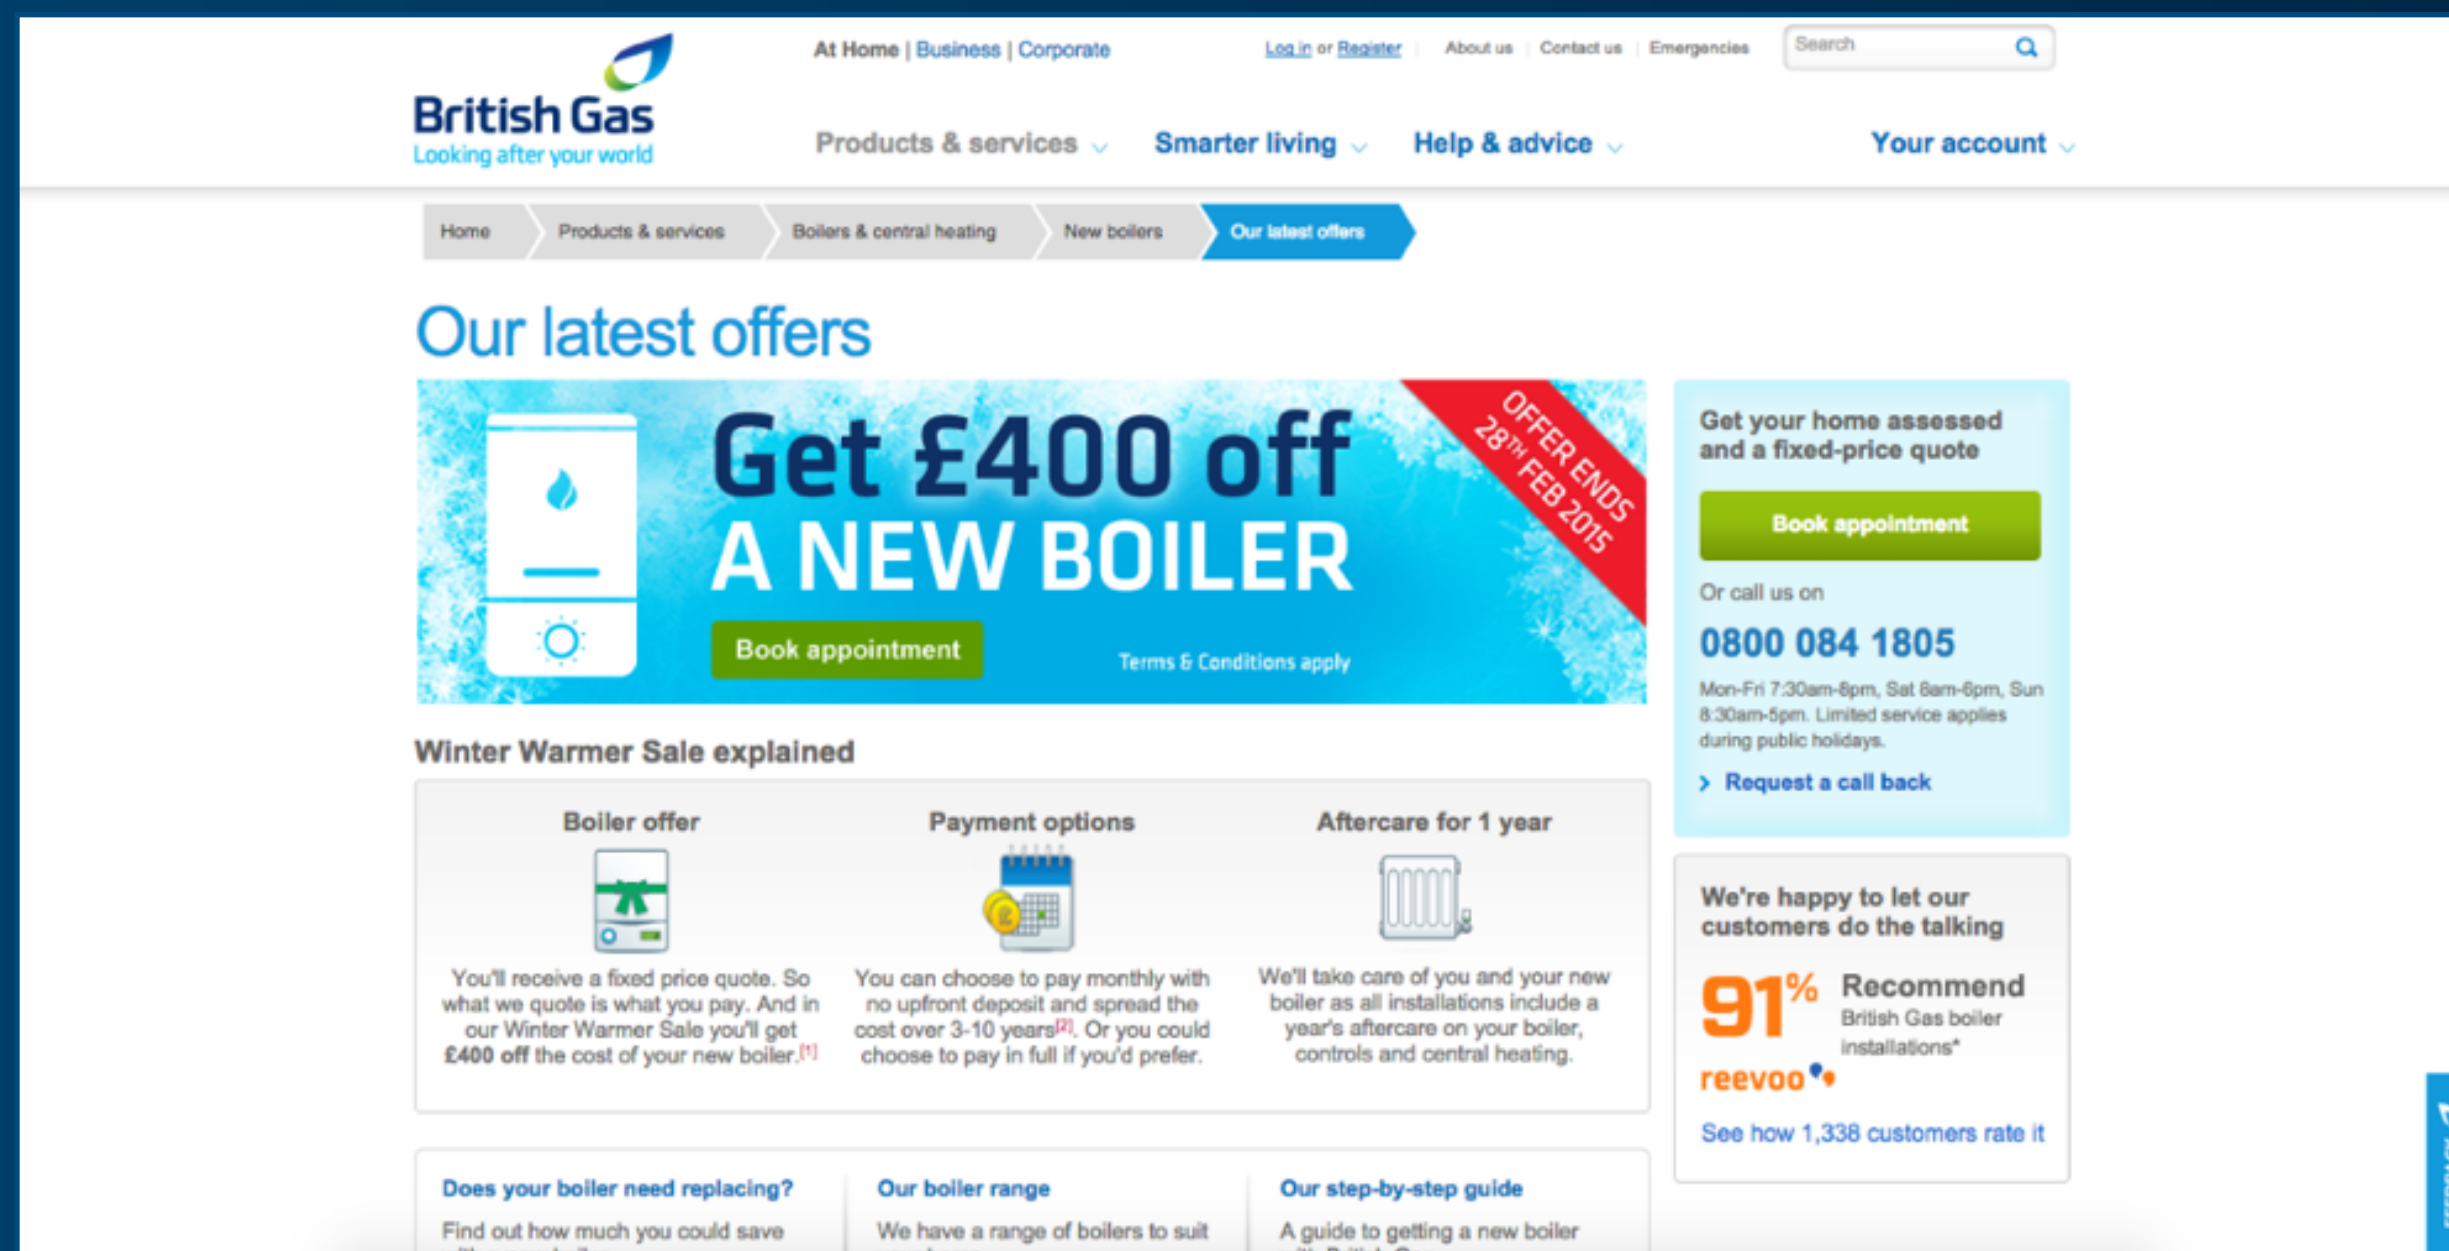 At Home | Business | Corporate
Log in or Register
About us
Contact us
Emergencies
Search
British Gas
Looking after your world
Products & services
Smarter living
Help & advice
Your account
Home
Products & services
Boilers & central heating
New boilers
Our latest offers
Our latest offers
Get £400 off
A NEW BOILER
OFFER ENDS
28TH FEB 2015
Book appointment
Terms & Conditions apply
Get your home assessed
and a fixed-price quote
Book appointment
Or call us on
0800 084 1805
Mon-Fri 7:30am-8pm, Sat 8am-6pm, Sun
8:30am-5pm. Limited service applies
during public holidays.
Request a call back
Winter Warmer Sale explained
Boiler offer
You'll receive a fixed price quote. So
what we quote is what you pay. And in
our Winter Warmer Sale you'll get
£400 off the cost of your new boiler.[1]
Payment options
You can choose to pay monthly with
no upfront deposit and spread the
cost over 3-10 years[2]. Or you could
choose to pay in full if you'd prefer.
Aftercare for 1 year
We'll take care of you and your new
boiler as all installations include a
year's aftercare on your boiler,
controls and central heating.
We're happy to let our
customers do the talking
91%
Recommend
British Gas boiler
installations*
reevoo
See how 1,338 customers rate it
Does your boiler need replacing?
Find out how much you could save
Our boiler range
We have a range of boilers to suit
Our step-by-step guide
A guide to getting a new boiler